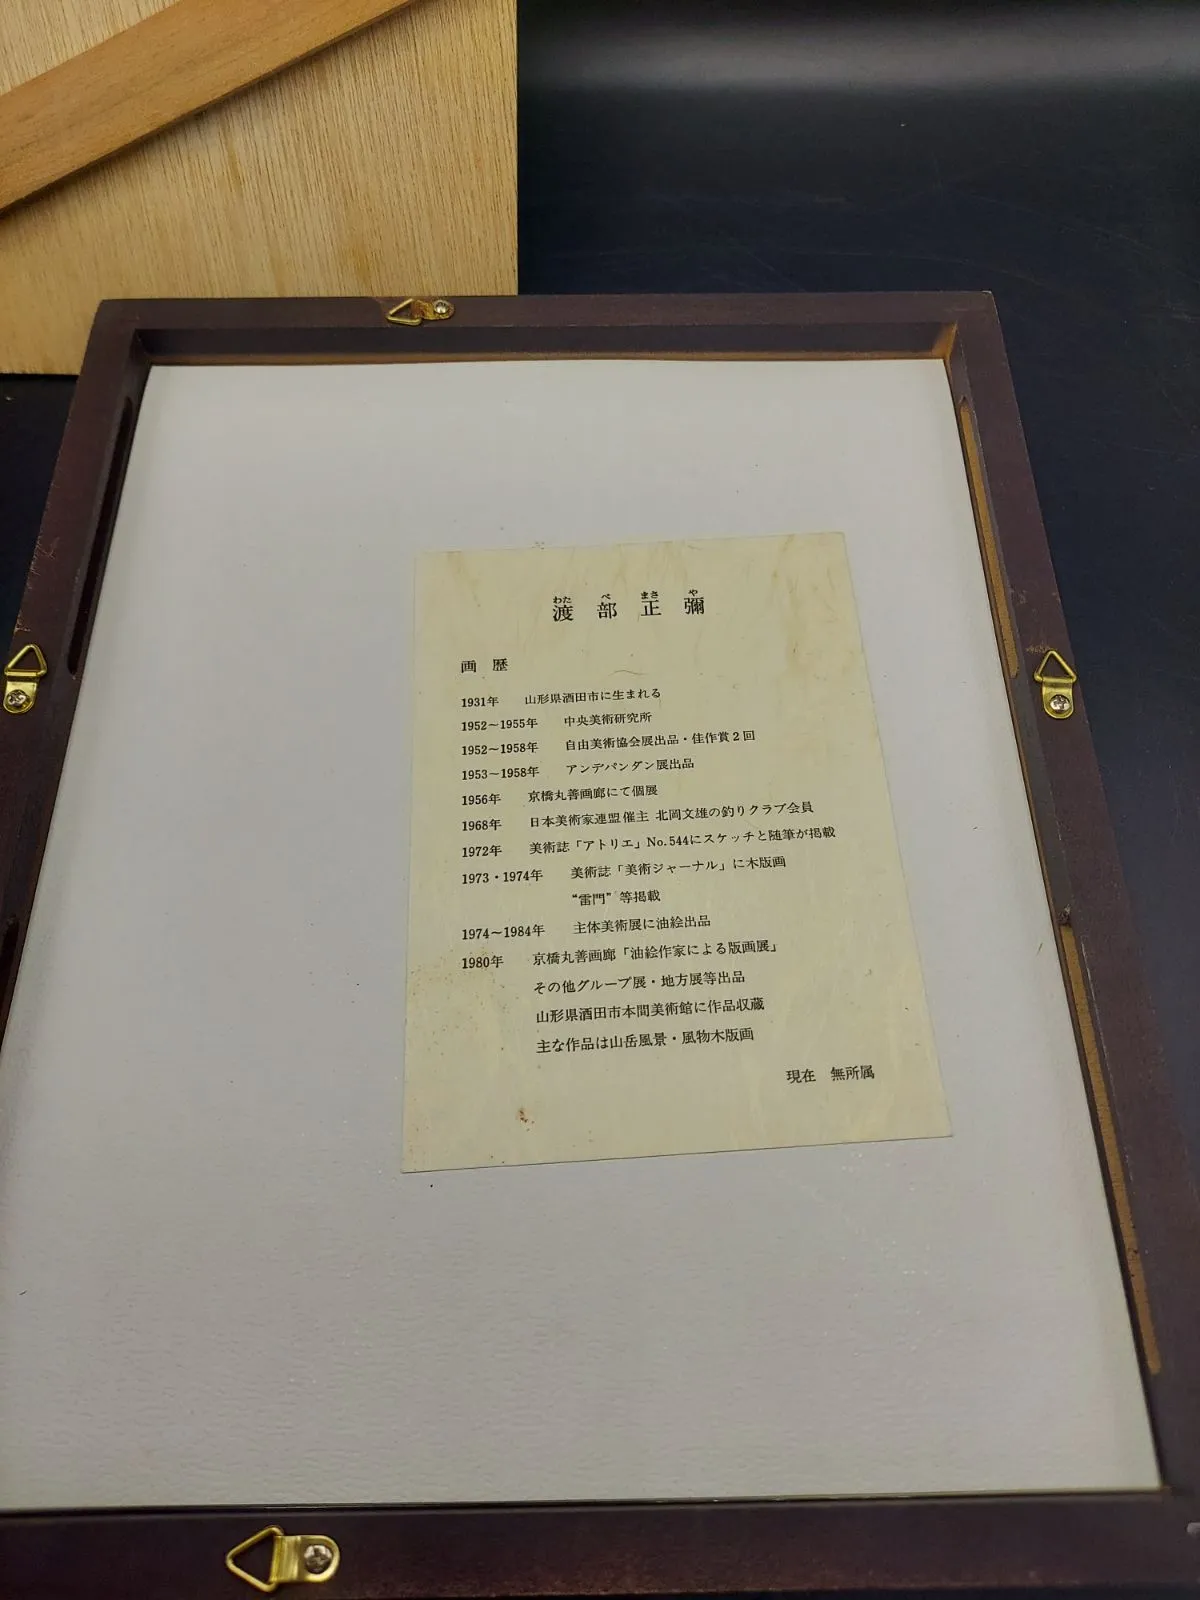 わた べ まさ や
渡部正彌
画歴
1931年 山形県酒田市に生まれる
1952〜1955年 中央美術研究所
1952〜1958年 自由美術協会展出品・佳作賞2回
1953〜1958年 アンデパンダン展出品
1956年 京橋丸善画廊にて個展
1968年 日本美術家連盟催主 北岡文雄の釣りクラブ会員
1972年 美術誌「アトリエ」No.544にスケッチと随筆が掲載
1973・1974年 美術誌「美術ジャーナル」に木版画
“雷門”等掲載
1974〜1984年 主体美術展に油絵出品
1980年 京橋丸善画廊「油絵作家による版画展」
その他グループ展・地方展等出品
山形県酒田市本間美術館に作品収蔵
主な作品は山岳風景・風物木版画
現在 無所属